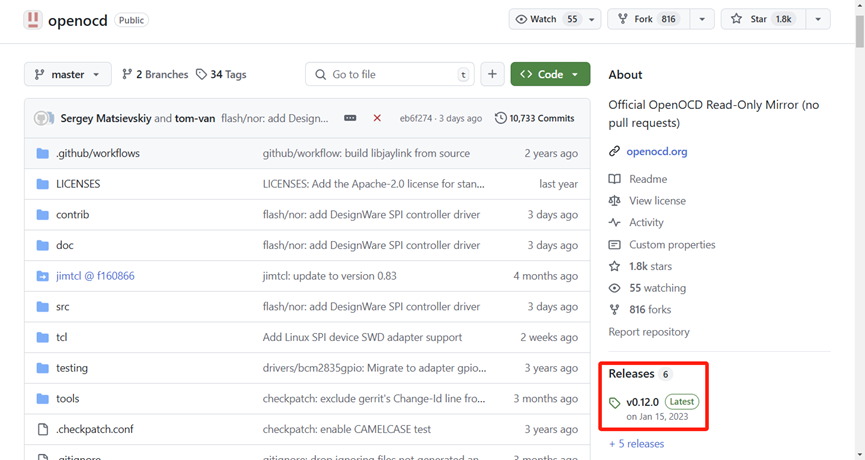 openocd Public Watch 55 Fork 816 Star 1.8k
master 2 Branches 34 Tags Go to file t + Code
Sergey Matsievskiy and tom-van flash/nor: add Design... eb6f274 · 3 days ago 10,733 Commits
.github/workflows github/workflow: build libjaylink from source 2 years ago
LICENSES LICENSES: Add the Apache-2.0 license for stan... last year
contrib flash/nor: add DesignWare SPI controller driver 3 days ago
doc flash/nor: add DesignWare SPI controller driver 3 days ago
jimtcl @ f160866 jimtcl: update to version 0.83 4 months ago
src flash/nor: add DesignWare SPI controller driver 3 days ago
tcl Add Linux SPI device SWD adapter support 2 weeks ago
testing drivers/bcm2835gpio: Migrate to adapter gpio... 3 years ago
tools checkpatch: exclude gerrit's Change-Id line fro... 3 months ago
.checkpatch.conf checkpatch: enable CAMELCASE test 3 years ago
.gitignore gitignore: drop ignoring files not generated an...
About
Official OpenOCD Read-Only Mirror (no
pull requests)
openocd.org
Readme
View license
Activity
Custom properties
1.8k stars
55 watching
816 forks
Report repository
Releases 6
v0.12.0 Latest
on Jan 15, 2023
+ 5 releases